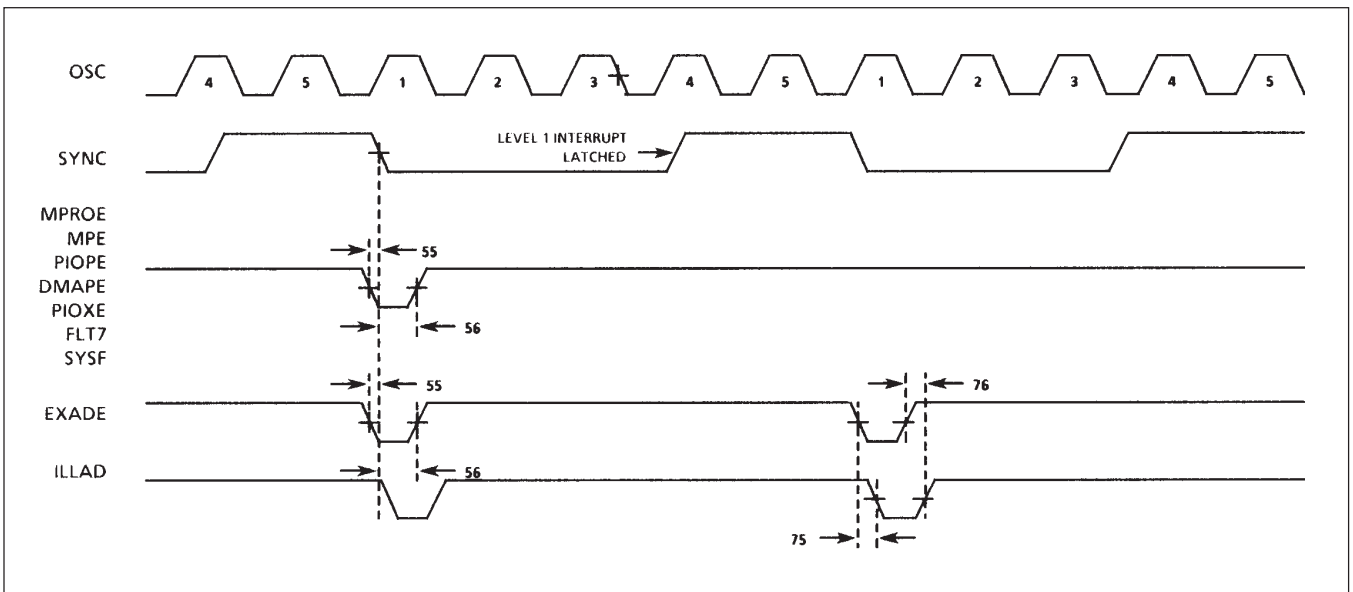 OSC
4 5 1 2 3 4 5 1 2 3 4 5
SYNC
LEVEL 1 INTERRUPT
LATCHED
MPROE
MPE
PIOPE
DMAPE
PIOXE
FLT7
SYSF
55
56
EXADE
55
76
ILLAD
56
75